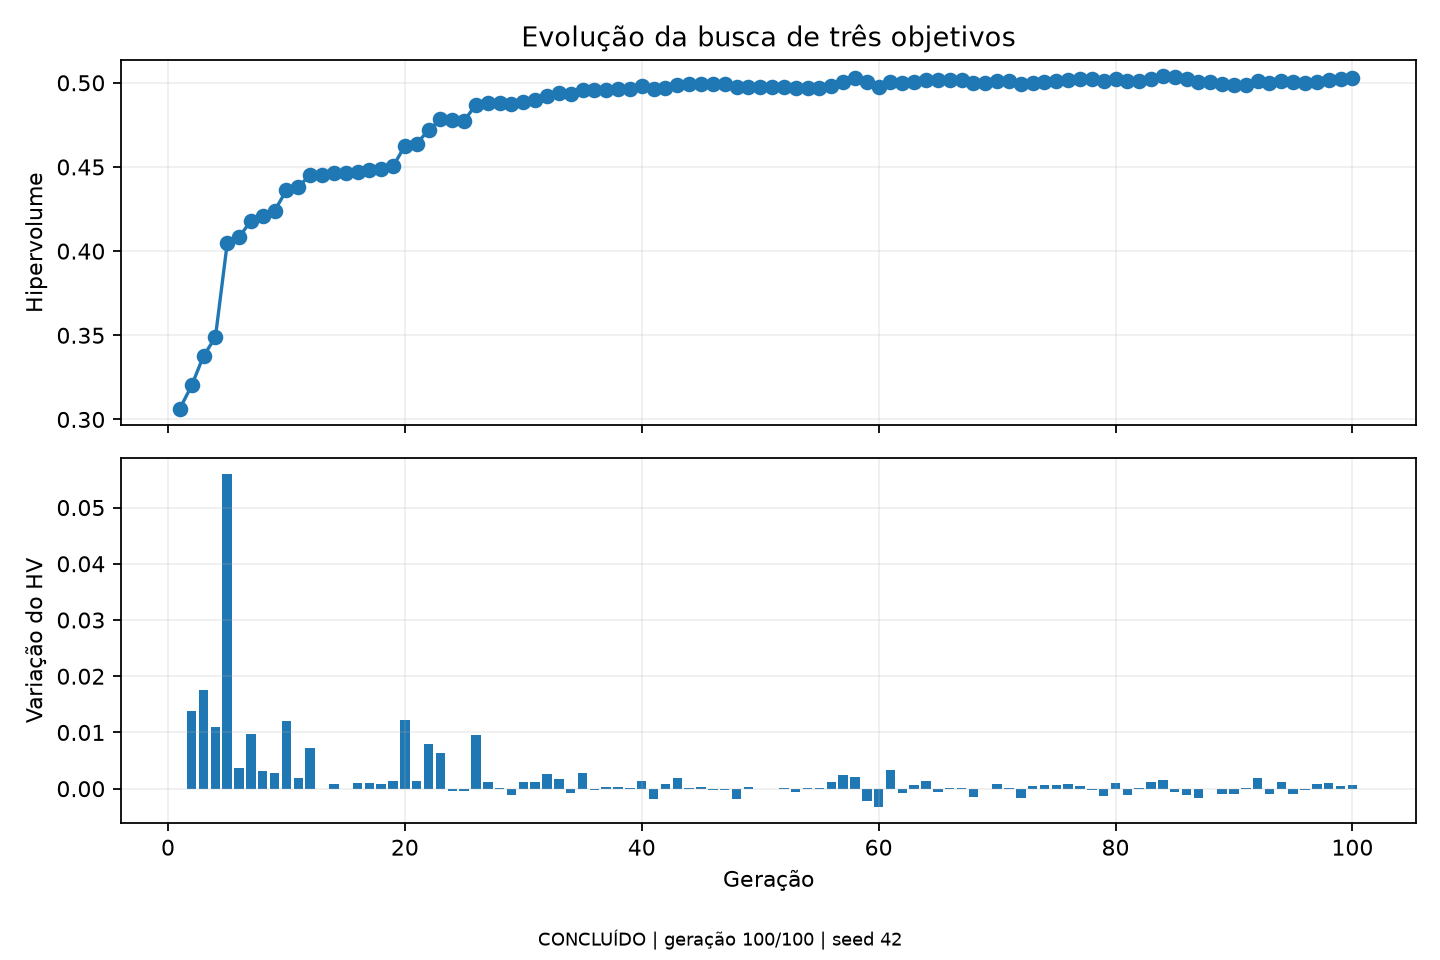 Evolução da busca de três objetivos
Hipervolume
0.50
0.45
0.40
0.35
0.30
Variação do HV
0.05
0.04
0.03
0.02
0.01
0.00
0 20 40 60 80 100
Geração
CONCLUÍDO | geração 100/100 | seed 42